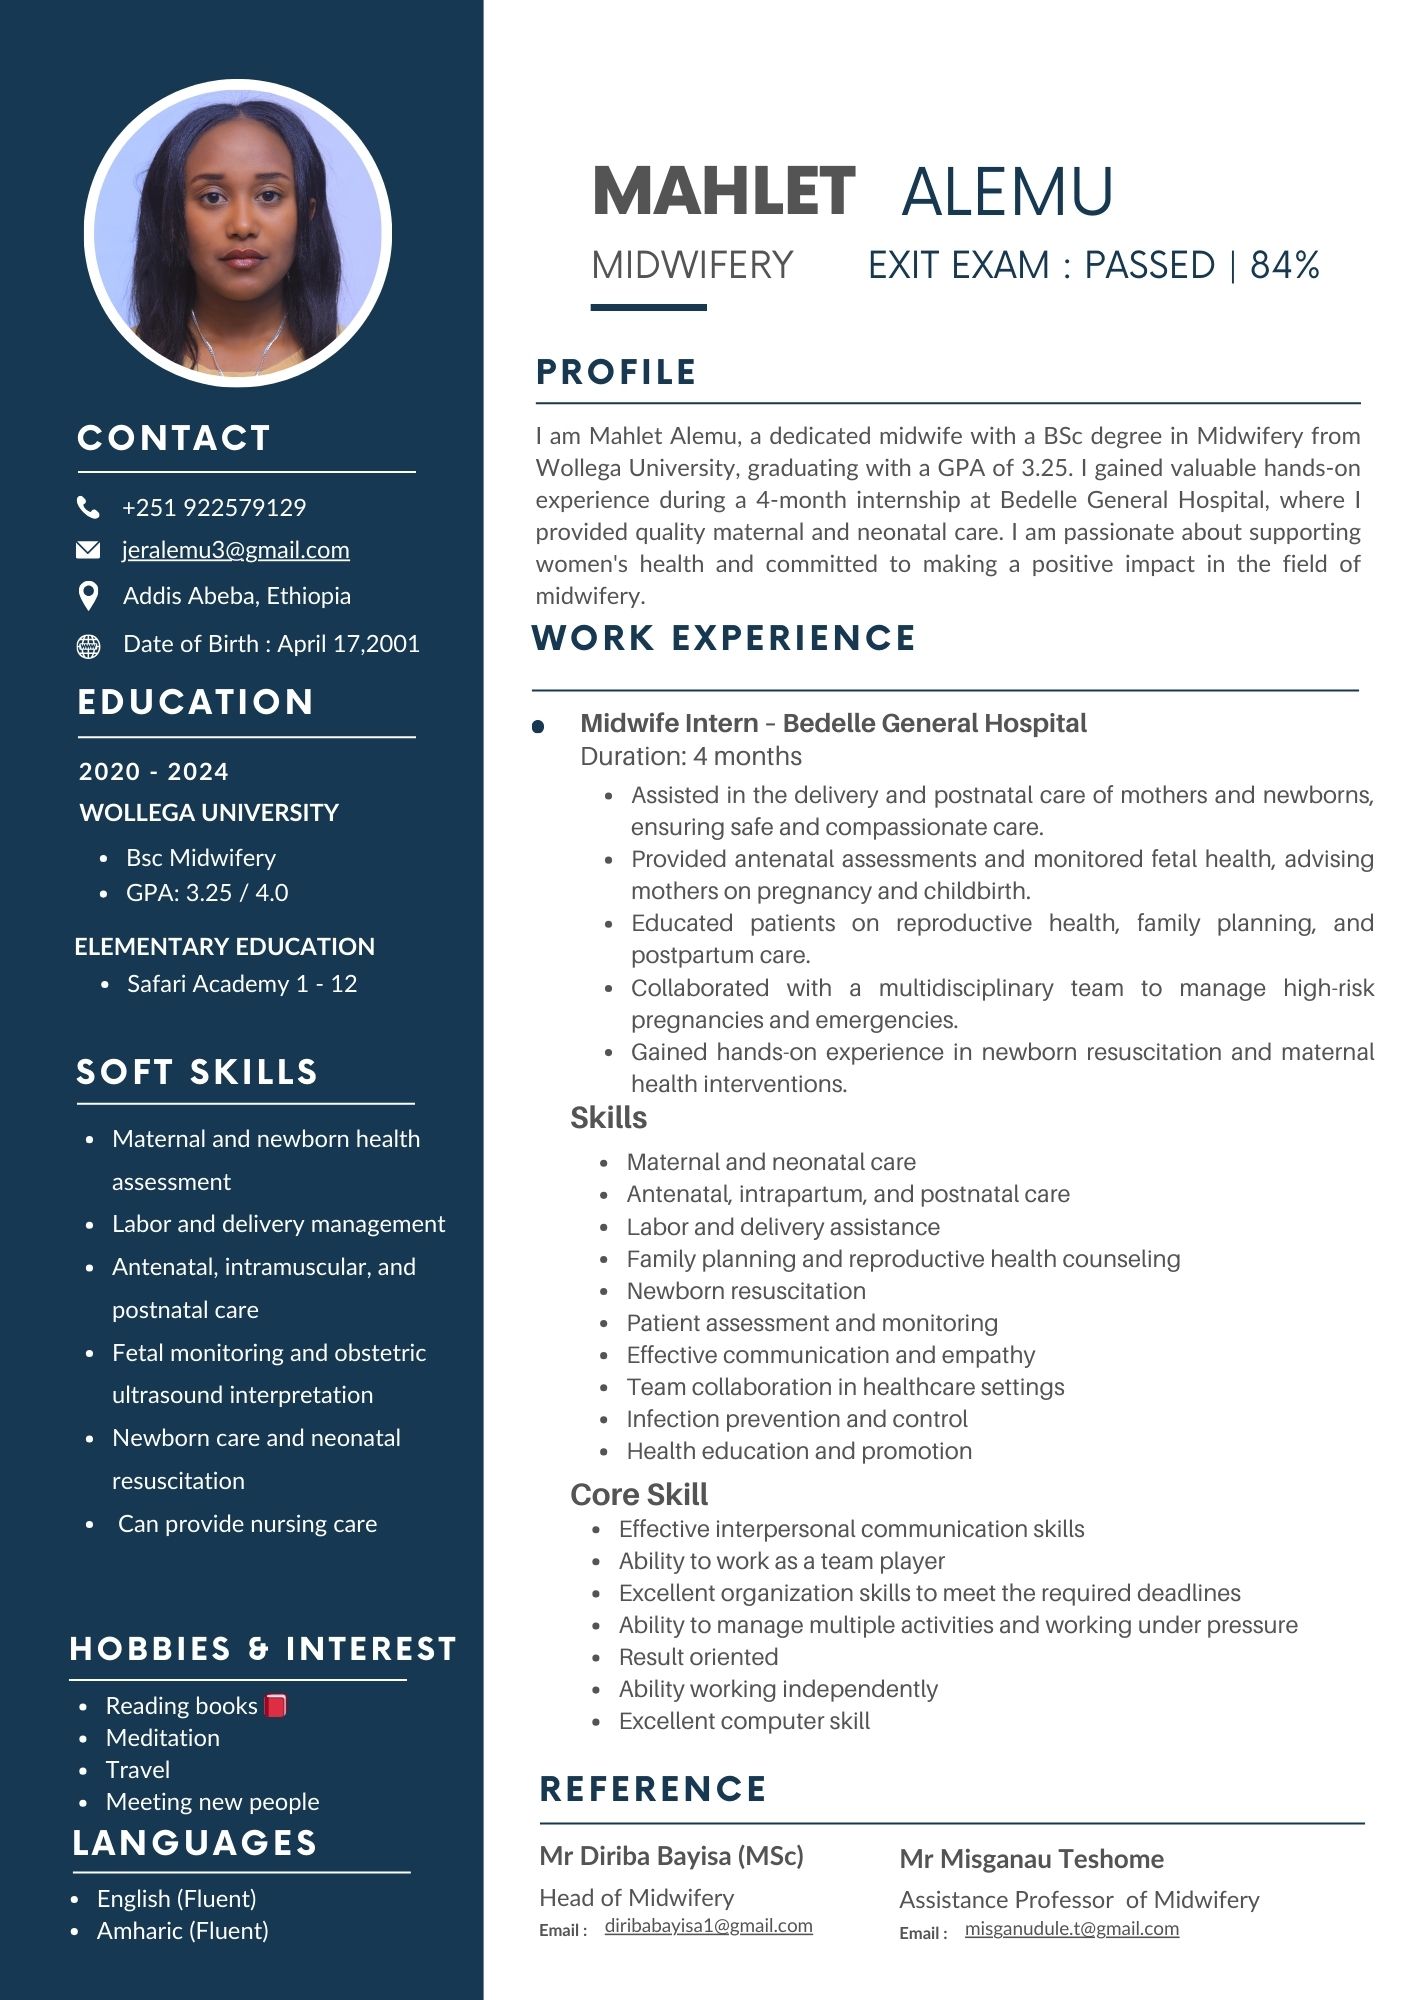 MAHLET ALEMU
MIDWIFERY EXIT EXAM : PASSED | 84%
CONTACT
+251 922579129
jeralemu3@gmail.com
Addis Abeba, Ethiopia
Date of Birth : April 17,2001
EDUCATION
2020 - 2024
WOLLEGA UNIVERSITY
• Bsc Midwifery
• GPA: 3.25 / 4.0
ELEMENTARY EDUCATION
• Safari Academy 1 - 12
SOFT SKILLS
• Maternal and newborn health
assessment
• Labor and delivery management
• Antenatal, intramuscular, and
postnatal care
• Fetal monitoring and obstetric
ultrasound interpretation
• Newborn care and neonatal
resuscitation
• Can provide nursing care
HOBBIES & INTEREST
• Reading books 📕
• Meditation
• Travel
• Meeting new people
LANGUAGES
• English (Fluent)
• Amharic (Fluent)
PROFILE
I am Mahlet Alemu, a dedicated midwife with a BSc degree in Midwifery from
Wollega University, graduating with a GPA of 3.25. I gained valuable hands-on
experience during a 4-month internship at Bedelle General Hospital, where I
provided quality maternal and neonatal care. I am passionate about supporting
women's health and committed to making a positive impact in the field of
midwifery.
WORK EXPERIENCE
• Midwife Intern – Bedelle General Hospital
Duration: 4 months
• Assisted in the delivery and postnatal care of mothers and newborns,
ensuring safe and compassionate care.
• Provided antenatal assessments and monitored fetal health, advising
mothers on pregnancy and childbirth.
• Educated patients on reproductive health, family planning, and
postpartum care.
• Collaborated with a multidisciplinary team to manage high-risk
pregnancies and emergencies.
• Gained hands-on experience in newborn resuscitation and maternal
health interventions.
Skills
• Maternal and neonatal care
• Antenatal, intrapartum, and postnatal care
• Labor and delivery assistance
• Family planning and reproductive health counseling
• Newborn resuscitation
• Patient assessment and monitoring
• Effective communication and empathy
• Team collaboration in healthcare settings
• Infection prevention and control
• Health education and promotion
Core Skill
• Effective interpersonal communication skills
• Ability to work as a team player
• Excellent organization skills to meet the required deadlines
• Ability to manage multiple activities and working under pressure
• Result oriented
• Ability working independently
• Excellent computer skill
REFERENCE
Mr Diriba Bayisa (MSc)
Head of Midwifery
Email : diribabayisa1@gmail.com
Mr Misganau Teshome
Assistance Professor of Midwifery
Email : misganudule.t@gmail.com